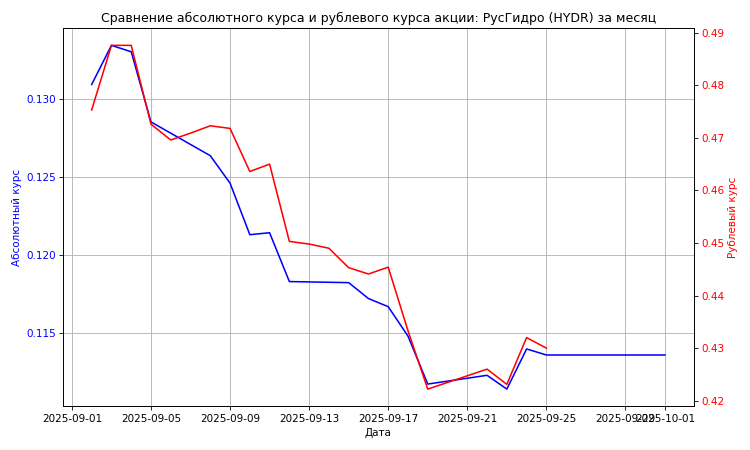 Сравнение абсолютного курса и рублевого курса акции: РусГидро (HYDR) за месяц
Абсолютный курс
0.130
0.125
0.120
0.115
0.49
0.48
0.47
0.46
0.45
0.44
0.43
0.42
Рублевый курс
2025-09-01 2025-09-05 2025-09-09 2025-09-13 2025-09-17 2025-09-21 2025-09-25 2025-09-29 2025-10-01
Дата